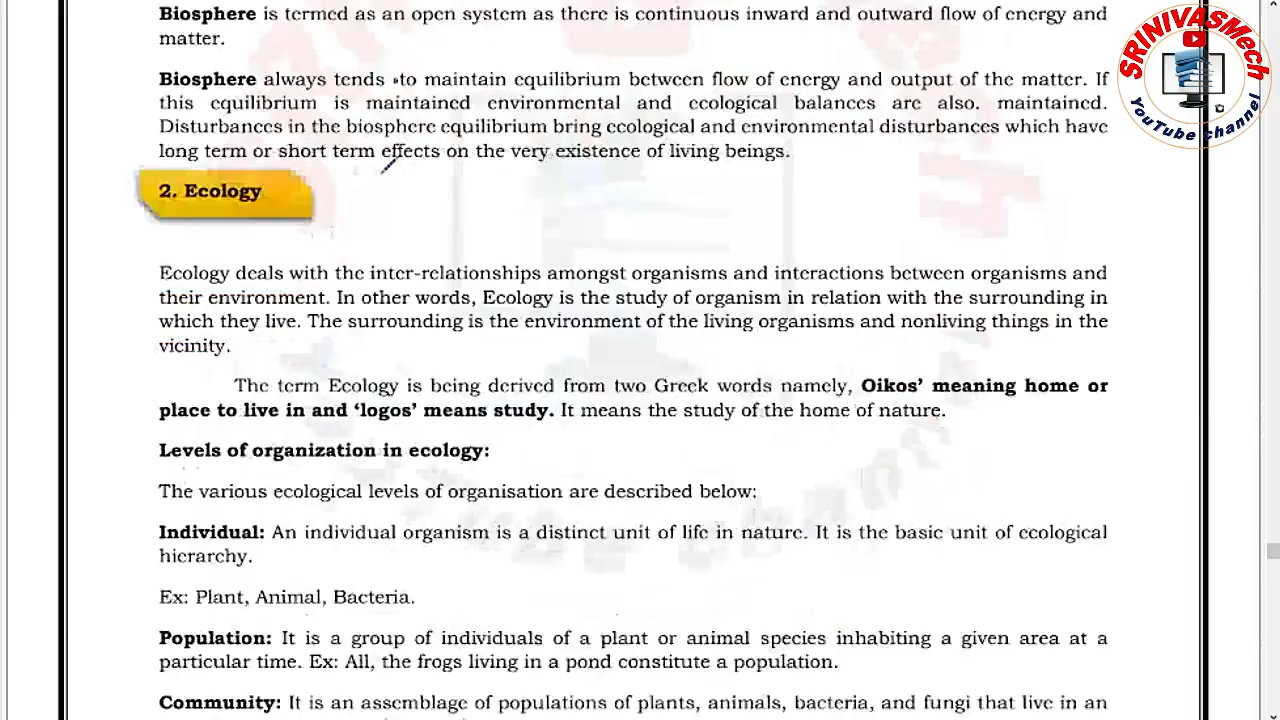 Biosphere is termed as an open system as there is continuous inward and outward flow of energy and
matter.
Biosphere always tends to maintain equilibrium between flow of energy and output of the matter. If
this equilibrium is maintained environmental and ecological balances are also. maintained.
Disturbances in the biosphere equilibrium bring ecological and environmental disturbances which have
long term or short term effects on the very existence of living beings.
2. Ecology
Ecology deals with the inter-relationships amongst organisms and interactions between organisms and
their environment. In other words, Ecology is the study of organism in relation with the surrounding in
which they live. The surrounding is the environment of the living organisms and nonliving things in the
vicinity.
The term Ecology is being derived from two Greek words namely, Oikos’ meaning home or
place to live in and ‘logos’ means study. It means the study of the home of nature.
Levels of organization in ecology:
The various ecological levels of organisation are described below:
Individual: An individual organism is a distinct unit of life in nature. It is the basic unit of ecological
hierarchy.
Ex: Plant, Animal, Bacteria.
Population: It is a group of individuals of a plant or animal species inhabiting a given area at a
particular time. Ex: All, the frogs living in a pond constitute a population.
Community: It is an assemblage of populations of plants, animals, bacteria, and fungi that live in an
SRINIVASMech
YouTube channel